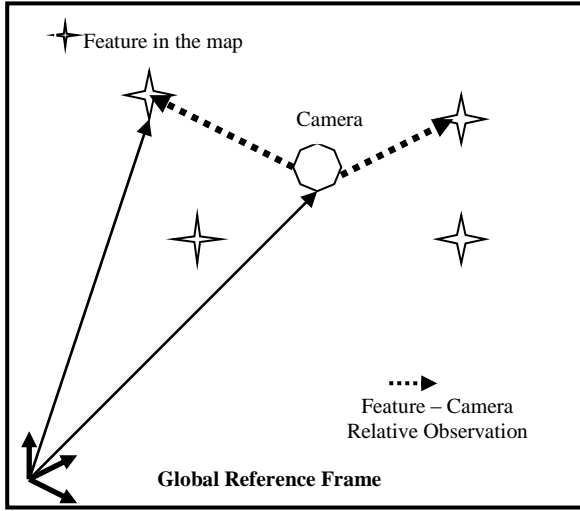 Feature in the map
Camera
Feature – Camera
Relative Observation
Global Reference Frame